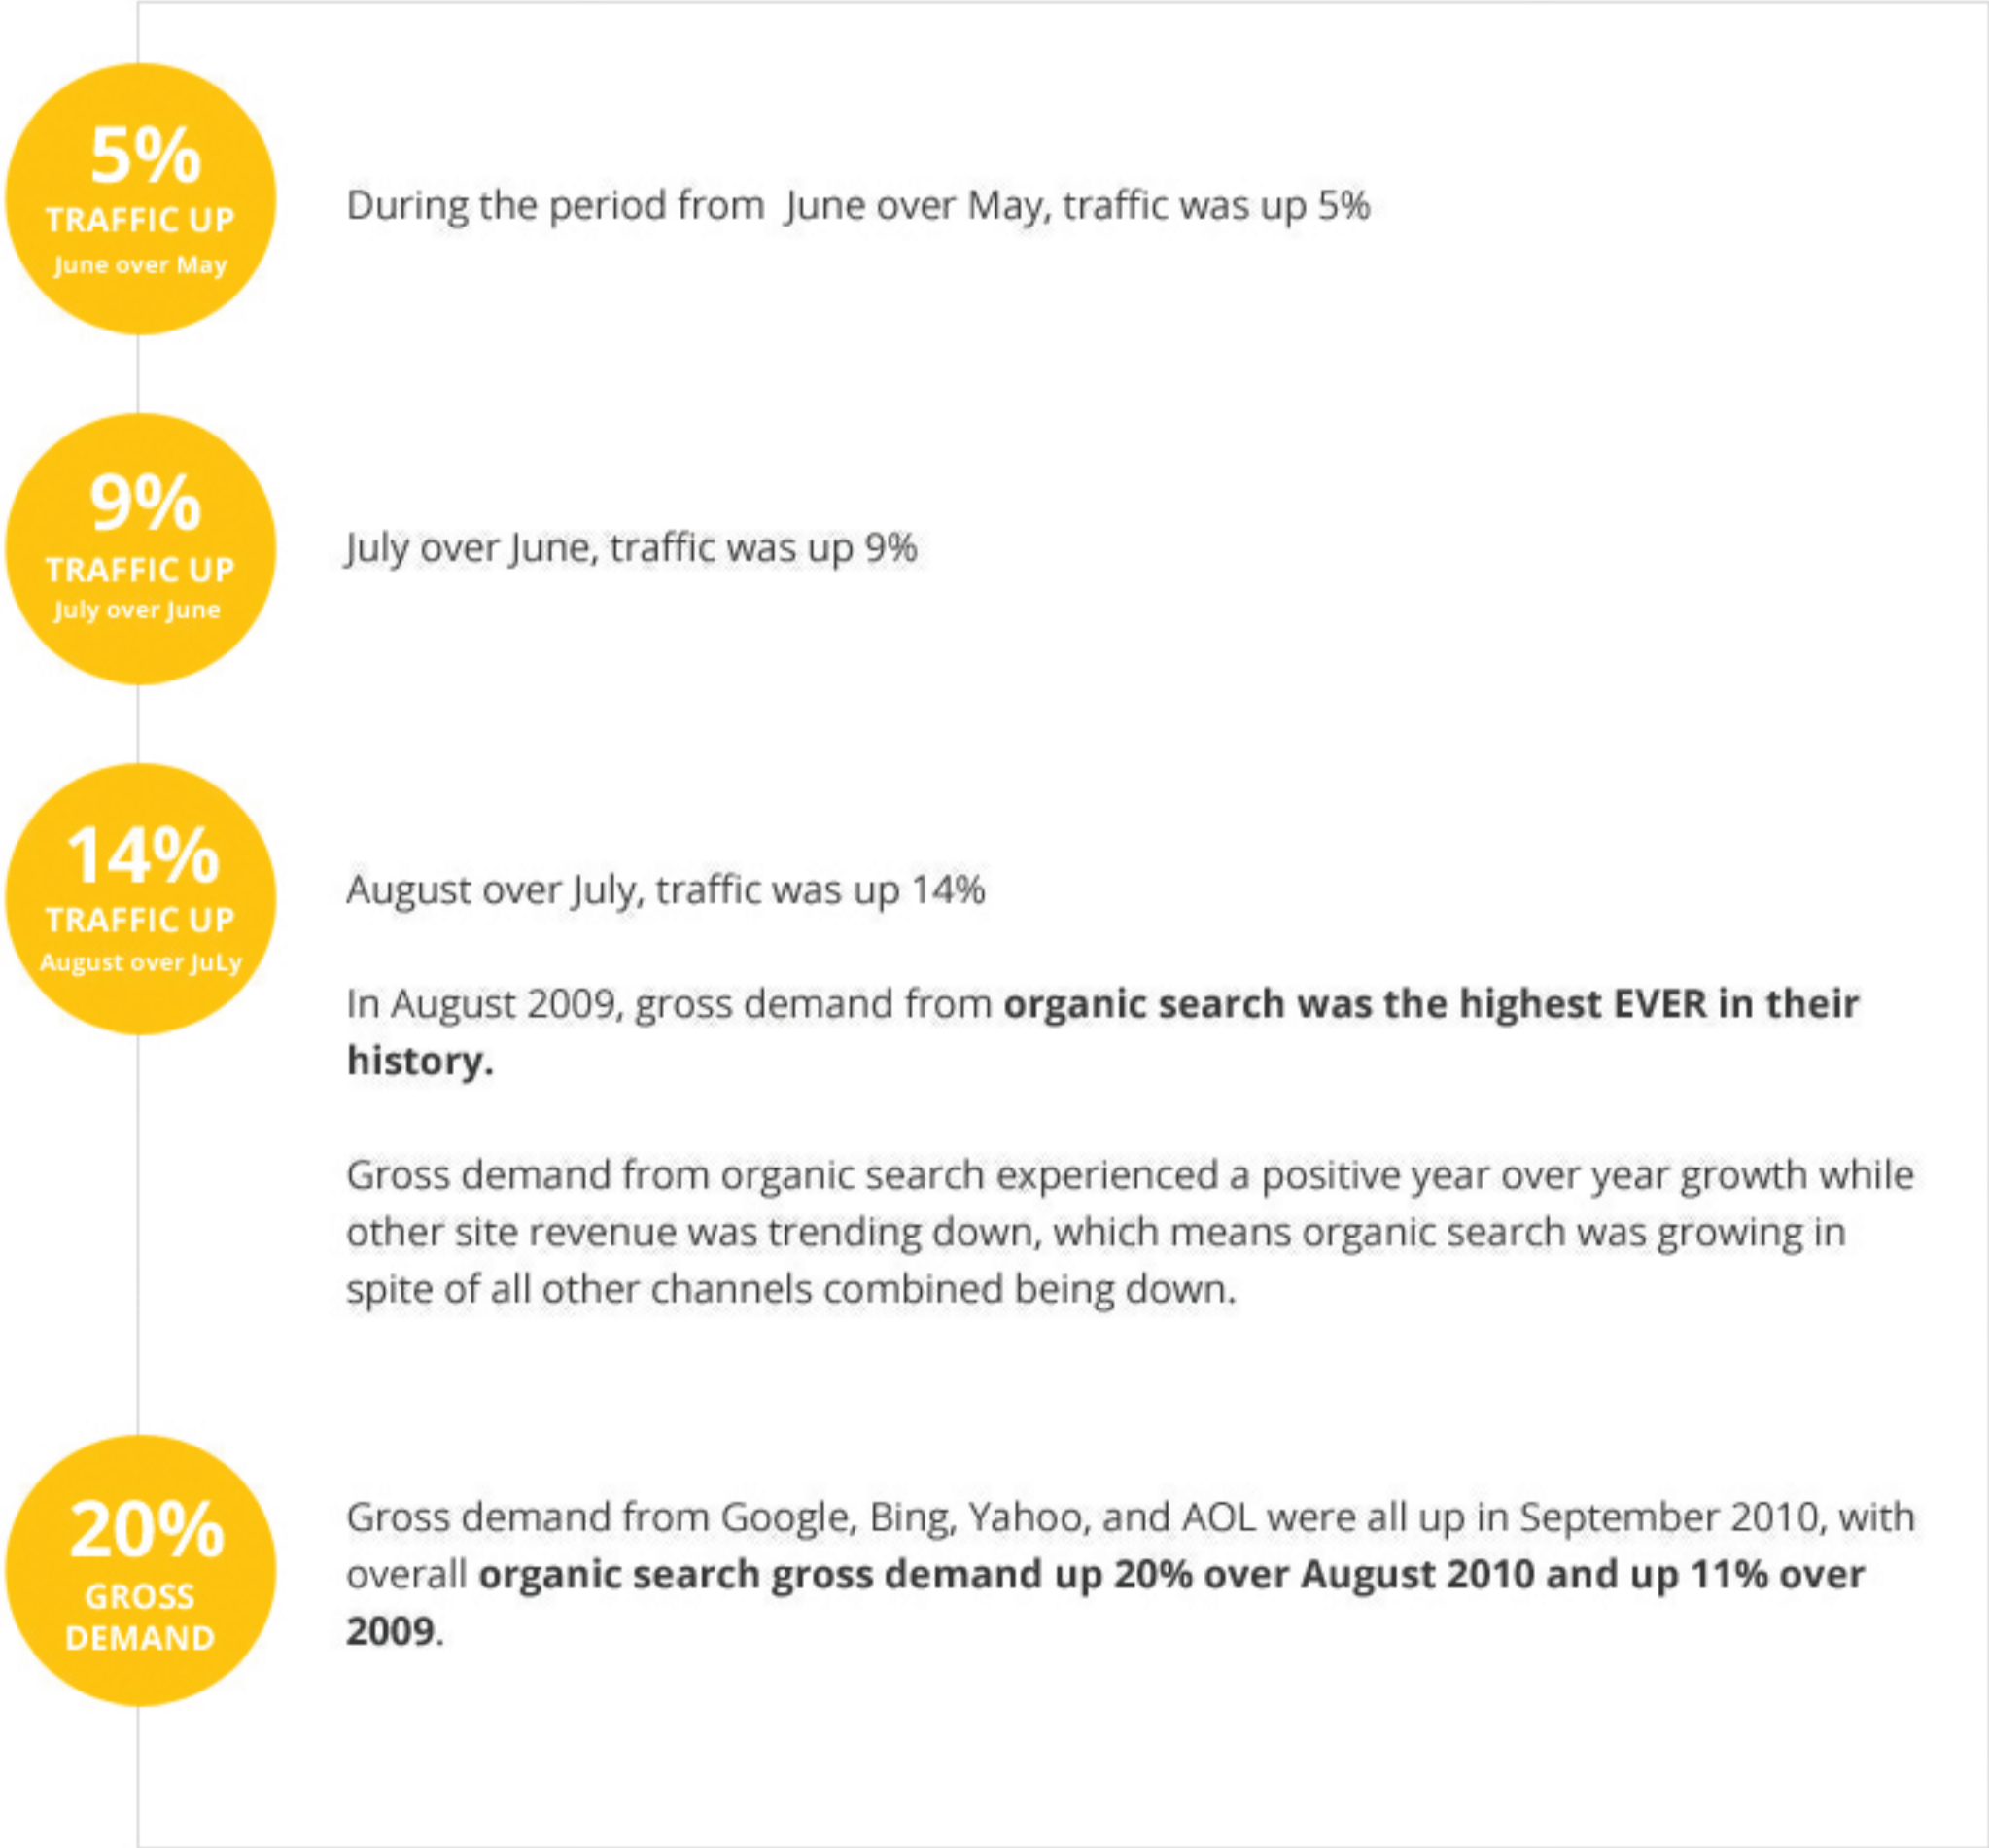 5%
TRAFFIC UP
June over May
During the period from  June over May, traffic was up 5%
9%
TRAFFIC UP
July over June
July over June, traffic was up 9%
14%
TRAFFIC UP
August over JuLy
August over July, traffic was up 14%
In August 2009, gross demand from organic search was the highest EVER in their
history.
Gross demand from organic search experienced a positive year over year growth while
other site revenue was trending down, which means organic search was growing in
spite of all other channels combined being down.
20%
GROSS
DEMAND
Gross demand from Google, Bing, Yahoo, and AOL were all up in September 2010, with
overall organic search gross demand up 20% over August 2010 and up 11% over
2009.